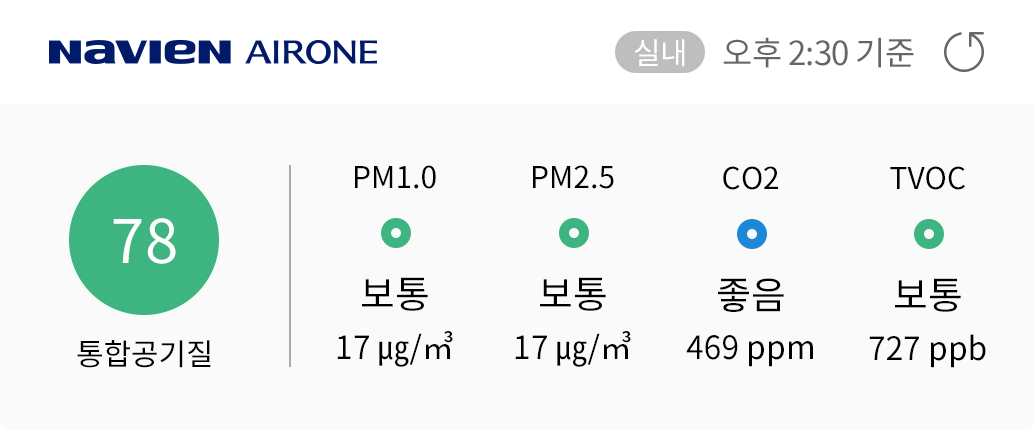 NAVIEN AIRONE
실내 오후 2:30 기준
78
통합공기질
PM1.0 PM2.5 CO2 TVOC
보통 보통 좋음 보통
17 µg/㎥ 17 µg/㎥ 469 ppm 727 ppb